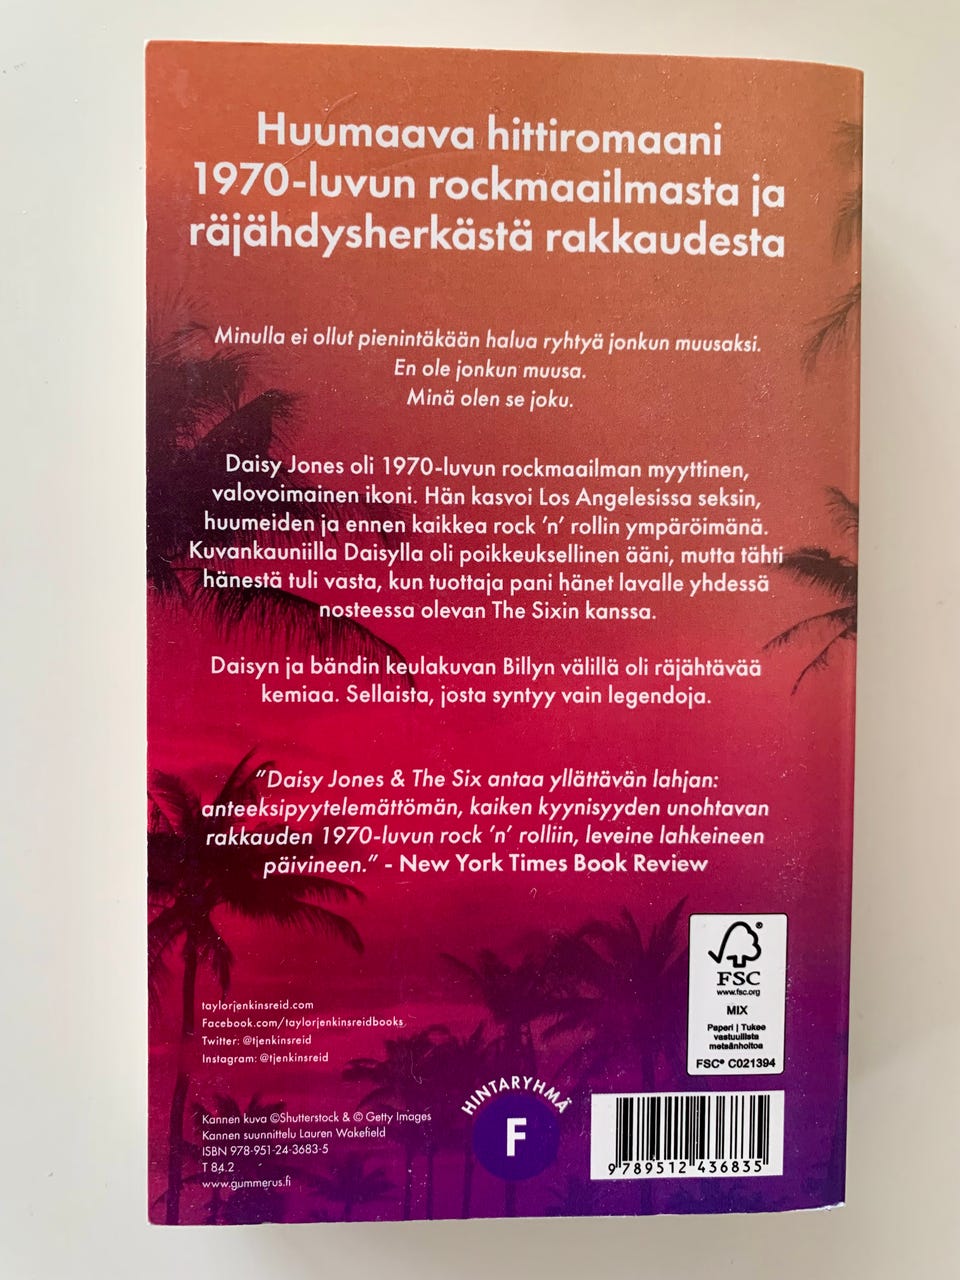 Huumaava hittiromaani
1970-luvun rockmaailmasta ja
räjähdysherkästä rakkaudesta
Minulla ei ollut pienintäkään halua ryhtyä jonkun muusaksi.
En ole jonkun muusa.
Minä olen se joku.
Daisy Jones oli 1970-luvun rockmaailman myyttinen,
valovoimainen ikoni. Hän kasvoi Los Angelesissa seksin,
huumeiden ja ennen kaikkea rock ’n’ rollin ympäröimänä.
Kuvankauniilla Daisylla oli poikkeuksellinen ääni, mutta tähti
hänestä tuli vasta, kun tuottaja pani hänet lavalle yhdessä
nosteessa olevan The Sixin kanssa.
Daisyn ja bändin keulakuvan Billyn välillä oli räjähtävää
kemiaa. Sellaista, josta syntyy vain legendoja.
”Daisy Jones & The Six antaa yllättävän lahjan:
anteeksipyytelemättömän, kaiken kyynisyyden unohtavan
rakkauden 1970-luvun rock ’n’ rolliin, leveine lahkeineen
päivineen.” - New York Times Book Review
taylorjenkinsreid.com
Facebook.com/taylorjenkinsreidbooks
Twitter: @tjenkinsreid
Instagram: @tjenkinsreid
Kannen kuva ©Shutterstock & © Getty Images
Kannen suunnittelu Lauren Wakefield
ISBN 978-951-24-3683-5
T 84.2
www.gummerus.fi
HINTARYHMÄ
F
®
FSC
www.fsc.org
MIX
Paperi | Tukee
vastuullista
metsänhoitoa
FSC® C021394
9 789512 436835